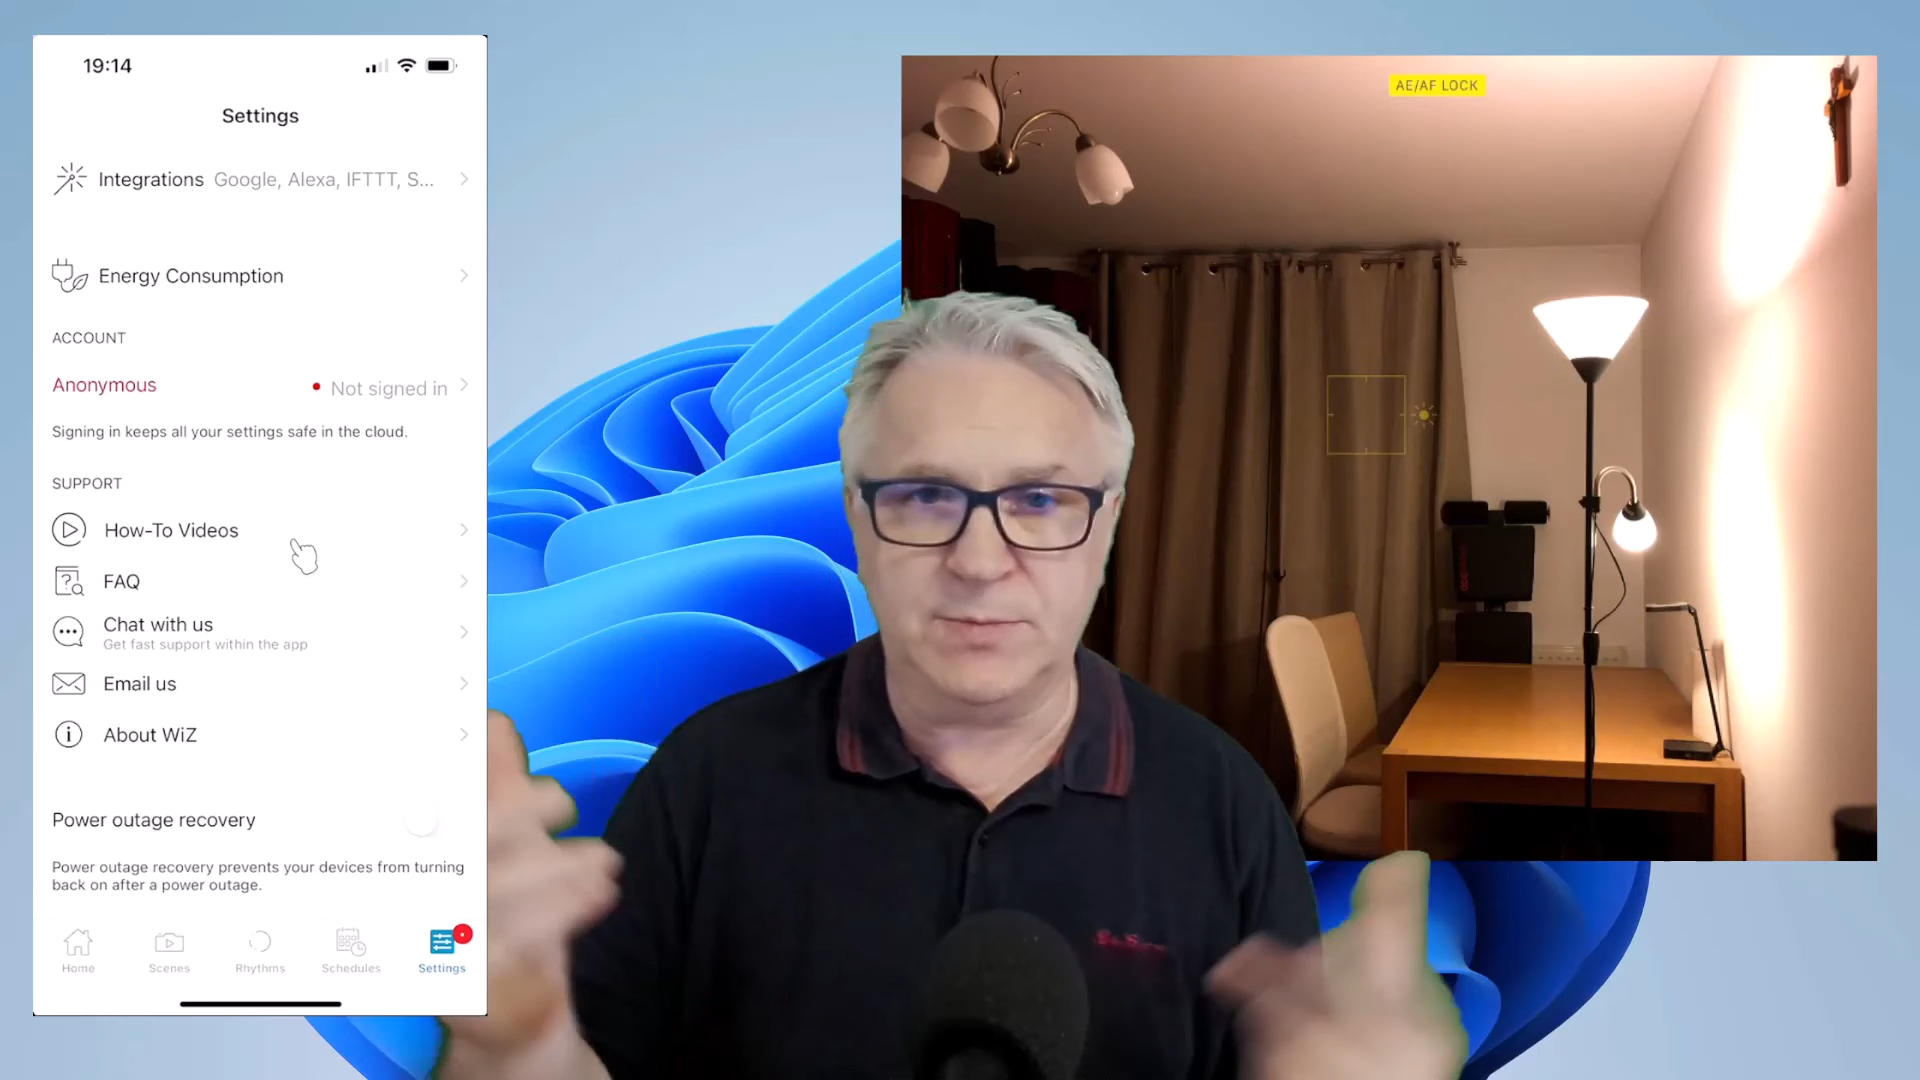 19:14
Settings
Integrations Google, Alexa, IFTTT, S...
Energy Consumption
ACCOUNT
Anonymous Not signed in
Signing in keeps all your settings safe in the cloud.
SUPPORT
How-To Videos
FAQ
Chat with us
Get fast support within the app
Email us
About WiZ
Power outage recovery
Power outage recovery prevents your devices from turning
back on after a power outage.
Home Scenes Rhythms Schedules Settings
AE/AF LOCK